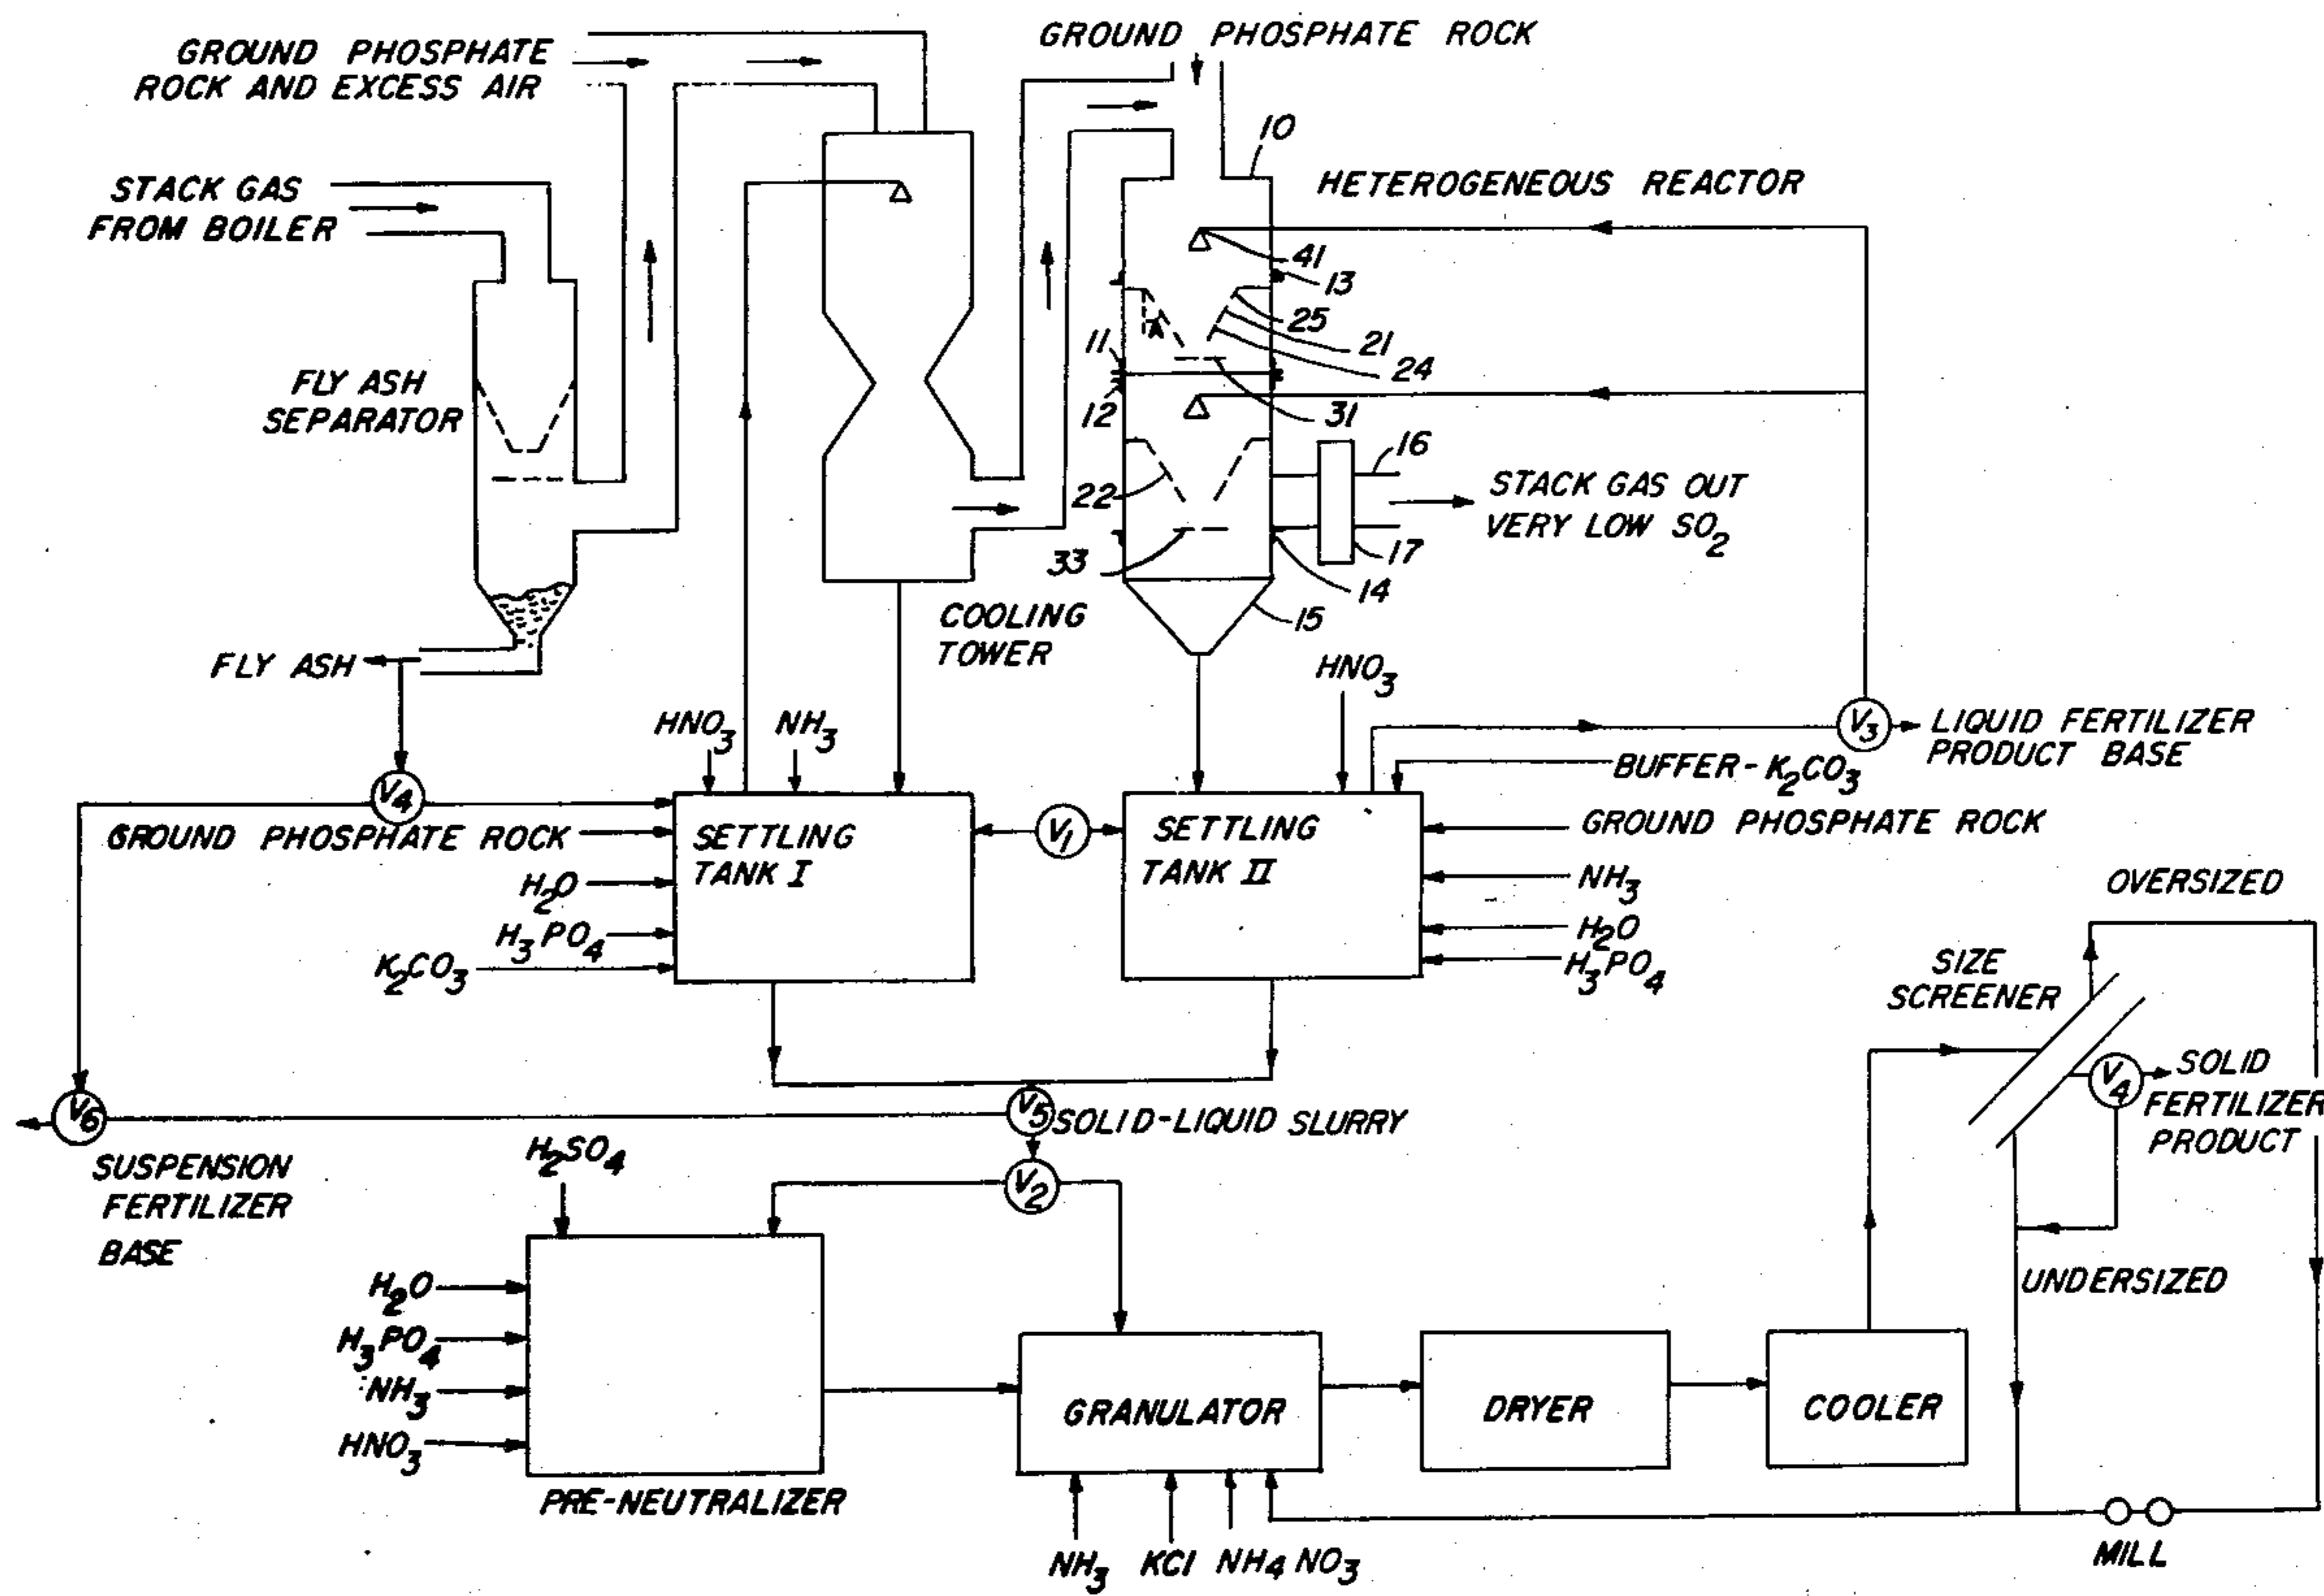 GROUND PHOSPHATE
ROCK AND EXCESS AIR
GROUND PHOSPHATE ROCK
STACK GAS
FROM BOILER
10
HETEROGENEOUS REACTOR
41
13
A
25
11
21
24
12
31
FLY ASH
SEPARATOR
16
22
STACK GAS OUT
VERY LOW SO2
33
17
14
15
COOLING
TOWER
FLY ASH
HNO3
NH3
HNO3
V3
LIQUID FERTILIZER
PRODUCT BASE
BUFFER-K2CO3
V4
GROUND PHOSPHATE ROCK
SETTLING
TANK I
V1
SETTLING
TANK II
GROUND PHOSPHATE ROCK
H2O
H3PO4
K2CO3
NH3
H2O
H3PO4
OVERSIZED
SIZE
SCREENER
V4
SOLID
FERTILIZER
PRODUCT
V6
V5
SOLID-LIQUID SLURRY
SUSPENSION
FERTILIZER
BASE
H2SO4
V2
UNDERSIZED
H2O
H3PO4
NH3
HNO3
GRANULATOR
DRYER
COOLER
PRE-NEUTRALIZER
NH3
KCl
NH4NO3
MILL